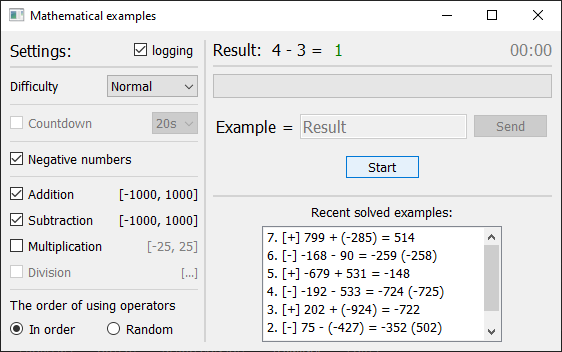 Mathematical examples
Settings:
logging
Difficulty
Normal
Countdown
20s
Negative numbers
Addition
[-1000, 1000]
Subtraction
[-1000, 1000]
Multiplication
[-25, 25]
Division
[...]
The order of using operators
In order
Random
Result: 4 - 3 = 1
00:00
Example =
Result
Send
Start
Recent solved examples:
7. [+] 799 + (-285) = 514
6. [-] -168 - 90 = -259 (-258)
5. [+] -679 + 531 = -148
4. [-] -192 - 533 = -724 (-725)
3. [+] 202 + (-924) = -722
2. [-] 75 - (-427) = -352 (502)